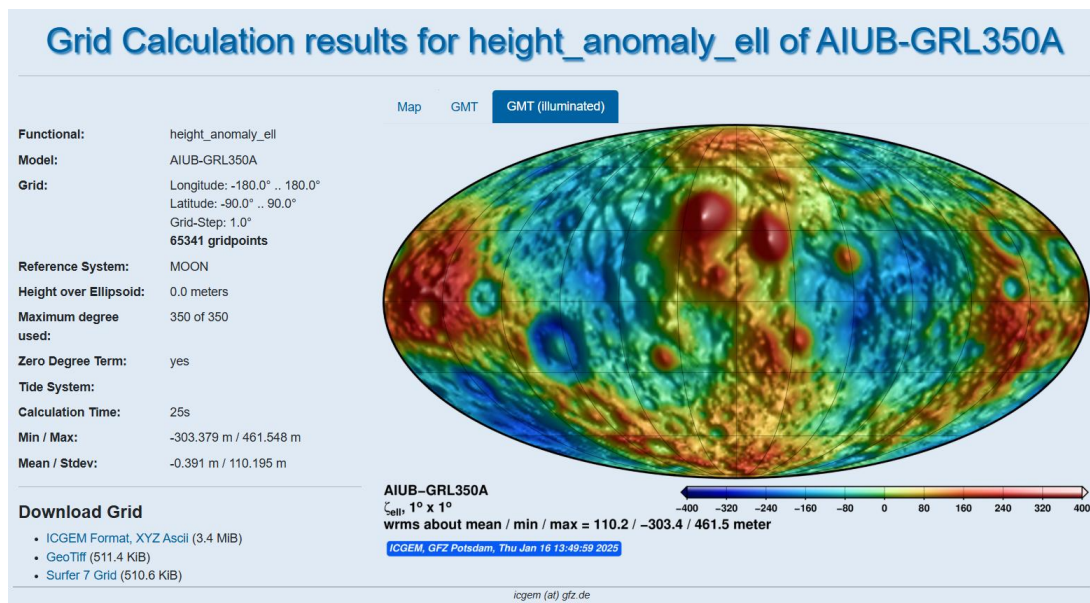 Grid Calculation results for height_anomaly_ell of AIUB-GRL350A
Map GMT GMT (illuminated)
Functional: height_anomaly_ell
Model: AIUB-GRL350A
Grid: Longitude: -180.0° .. 180.0°
Latitude: -90.0° .. 90.0°
Grid-Step: 1.0°
65341 gridpoints
Reference System: MOON
Height over Ellipsoid: 0.0 meters
Maximum degree used: 350 of 350
Zero Degree Term: yes
Tide System:
Calculation Time: 25s
Min / Max: -303.379 m / 461.548 m
Mean / Stdev: -0.391 m / 110.195 m
Download Grid
• ICGEM Format, XYZ Ascii (3.4 MiB)
• GeoTiff (511.4 KiB)
• Surfer 7 Grid (510.6 KiB)
AIUB−GRL350A
ζell, 1° x 1°
wrms about mean / min / max = 110.2 / −303.4 / 461.5 meter
−400 −320 −240 −160 −80 0 80 160 240 320 400
ICGEM, GFZ Potsdam, Thu Jan 16 13:49:59 2025
icgem (at) gfz.de